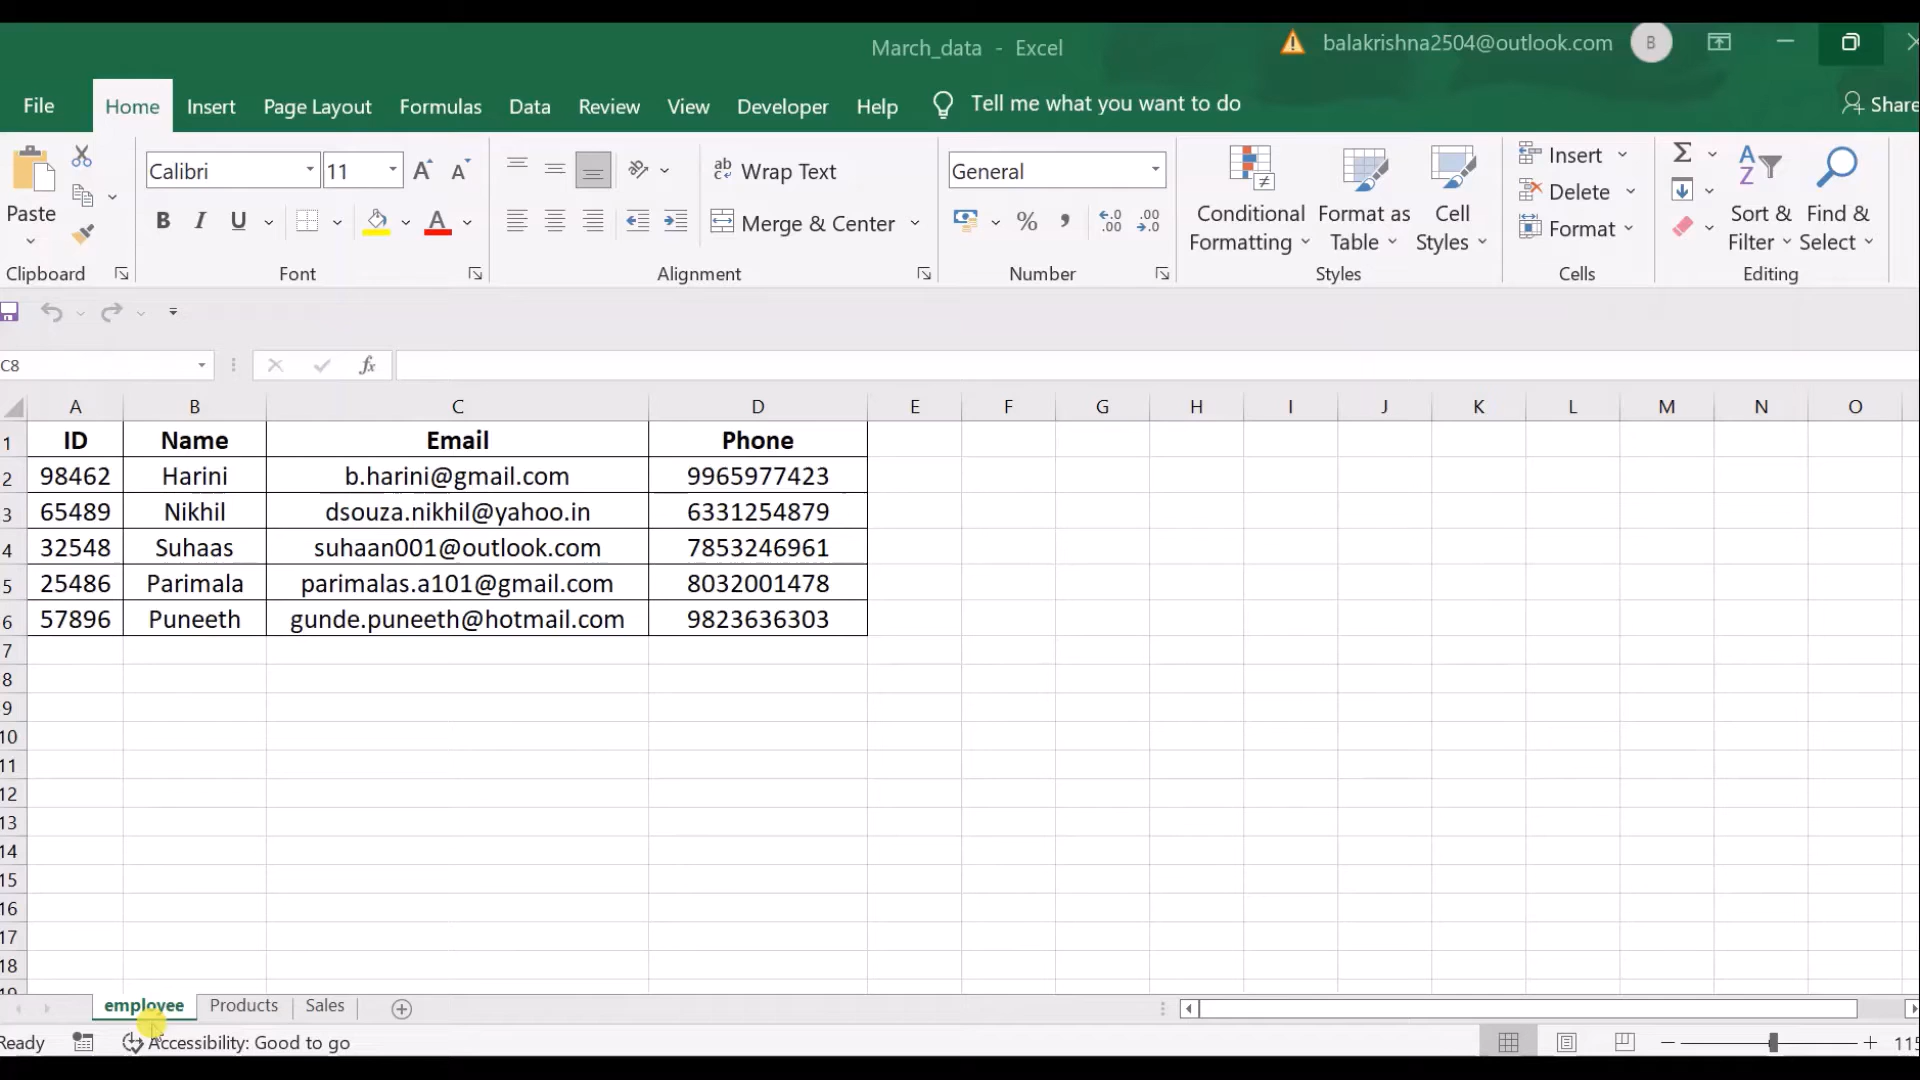 March_data - Excel
balakrishna2504@outlook.com
B
File Home Insert Page Layout Formulas Data Review View Developer Help Tell me what you want to do Share
Paste
Calibri 11
Wrap Text
General
Conditional Formatting
Format as Table
Cell Styles
Insert
Delete
Format
Sort & Filter
Find & Select
B I U
Merge & Center
Clipboard Font Alignment Number Styles Cells Editing
C8 fx
A B C D E F G H I J K L M N O
1 ID Name Email Phone
2 98462 Harini b.harini@gmail.com 9965977423
3 65489 Nikhil dsouza.nikhil@yahoo.in 6331254879
4 32548 Suhaas suhaan001@outlook.com 7853246961
5 25486 Parimala parimalas.a101@gmail.com 8032001478
6 57896 Puneeth gunde.puneeth@hotmail.com 9823636303
7
8
9
10
11
12
13
14
15
16
17
18
employee Products Sales
Ready Accessibility: Good to go